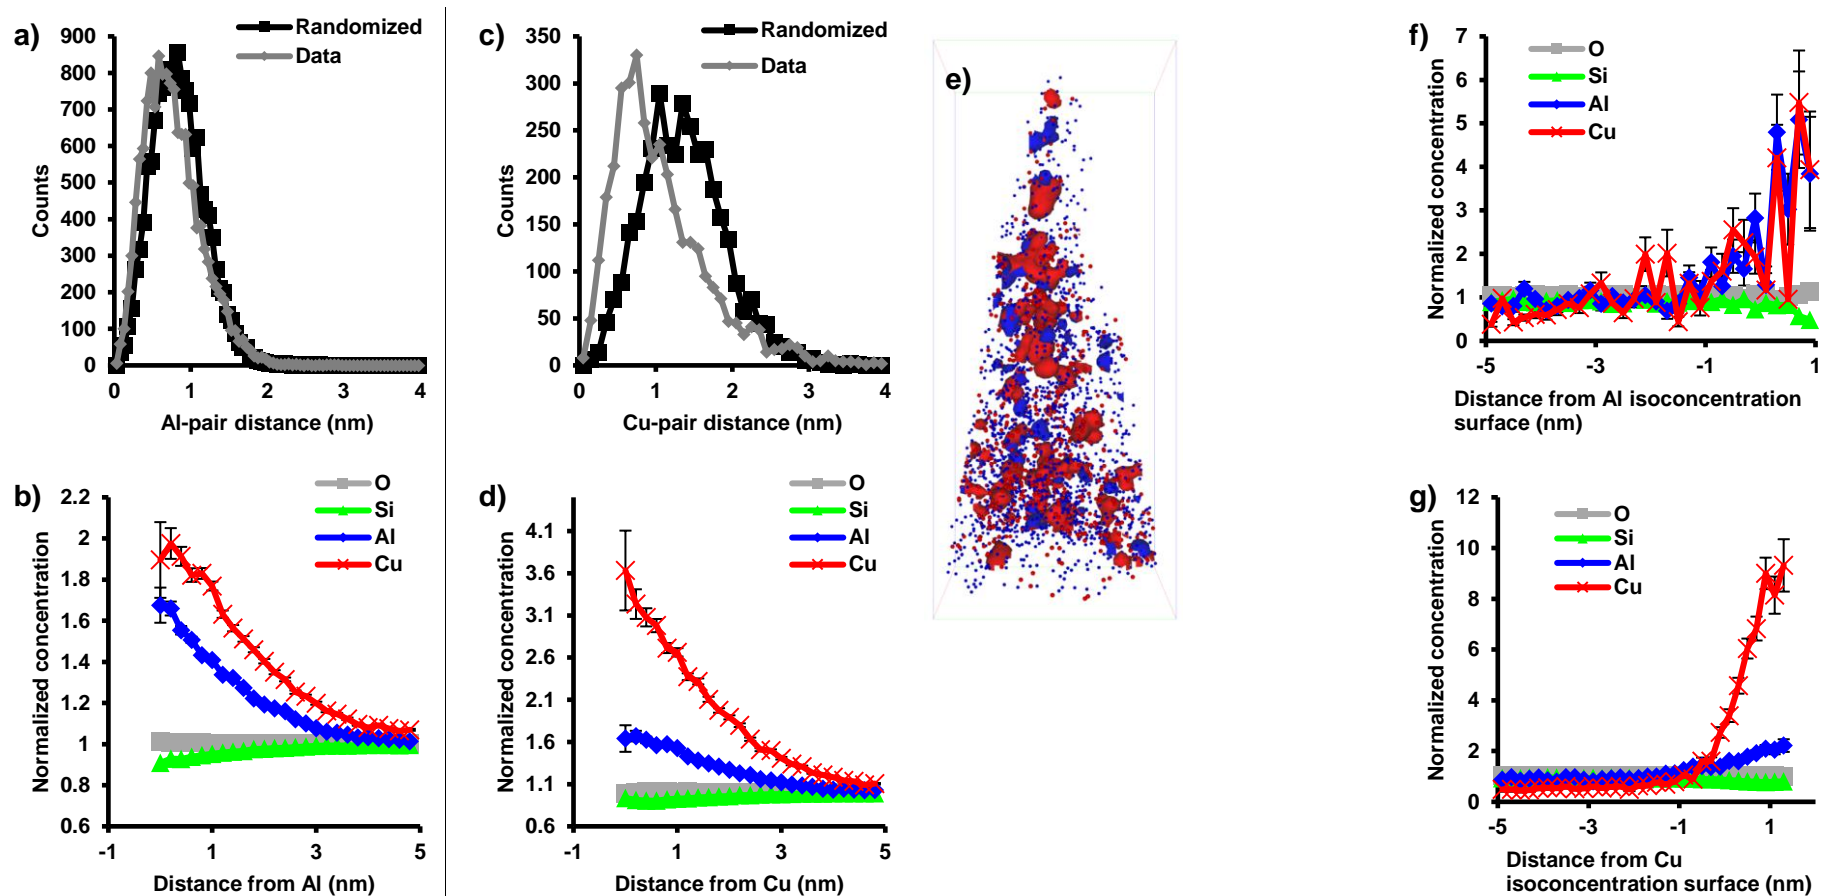 a)
Randomized
Data
900
800
700
600
500
400
300
200
100
0
Counts
0 1 2 3 4
Al-pair distance (nm)
b)
O
Si
Al
Cu
2.2
2
1.8
1.6
1.4
1.2
1
0.8
0.6
Normalized concentration
-1 1 3 5
Distance from Al (nm)
c)
Randomized
Data
350
300
250
200
150
100
50
0
Counts
0 1 2 3 4
Cu-pair distance (nm)
d)
O
Si
Al
Cu
4.1
3.6
3.1
2.6
2.1
1.6
1.1
0.6
Normalized concentration
-1 1 3 5
Distance from Cu (nm)
e)
f)
O
Si
Al
Cu
7
6
5
4
3
2
1
0
Normalized concentration
-5 -3 -1 1
Distance from Al isoconcentration
surface (nm)
g)
O
Si
Al
Cu
12
10
8
6
4
2
0
Normalized concentration
-5 -3 -1 1
Distance from Cu
isoconcentration surface (nm)